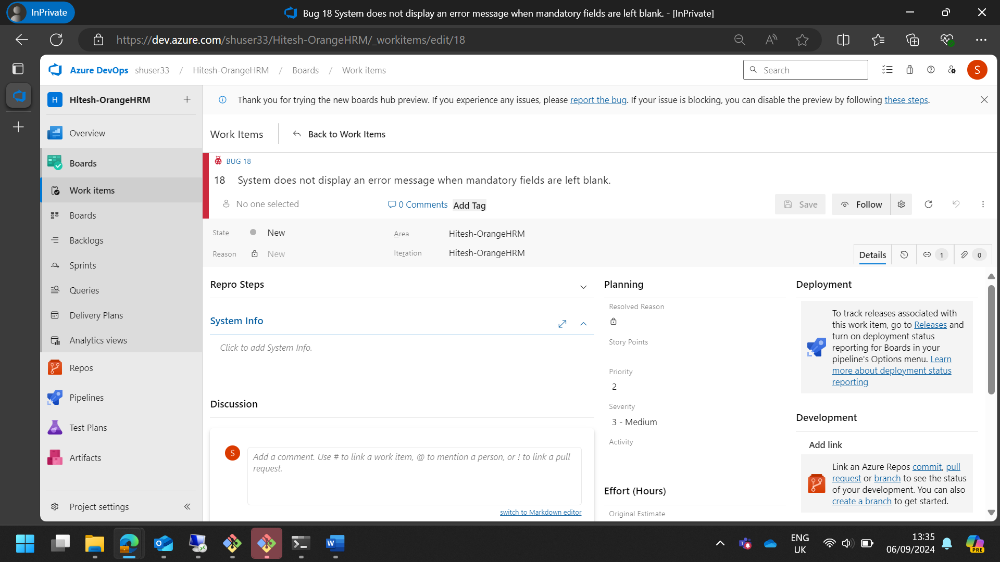 InPrivate
Bug 18 System does not display an error message when mandatory fields are left blank. - [InPrivate]
https://dev.azure.com/shuser33/Hitesh-OrangeHRM/_workitems/edit/18
Azure DevOps shuser33 / Hitesh-OrangeHRM / Boards / Work items
Search
S
H Hitesh-OrangeHRM
Thank you for trying the new boards hub preview. If you experience any issues, please report the bug. If your issue is blocking, you can disable the preview by following these steps.
Overview
Boards
Work items
Boards
Backlogs
Sprints
Queries
Delivery Plans
Analytics views
Repos
Pipelines
Test Plans
Artifacts
Project settings
Work Items
Back to Work Items
BUG 18
18 System does not display an error message when mandatory fields are left blank.
No one selected
0 Comments
Add Tag
Save
Follow
State New
Area Hitesh-OrangeHRM
Reason New
Iteration Hitesh-OrangeHRM
Details
1
0
Repro Steps
System Info
Click to add System Info.
Discussion
S
Add a comment. Use # to link a work item, @ to mention a person, or ! to link a pull
request.
switch to Markdown editor
Planning
Resolved Reason
Story Points
Priority
2
Severity
3 - Medium
Activity
Effort (Hours)
Original Estimate
Deployment
To track releases associated with
this work item, go to Releases and
turn on deployment status
reporting for Boards in your
pipeline's Options menu. Learn
more about deployment status
reporting
Development
Add link
Link an Azure Repos commit, pull
request or branch to see the status
of your development. You can also
create a branch to get started.
ENG
UK
13:35
06/09/2024
PRE